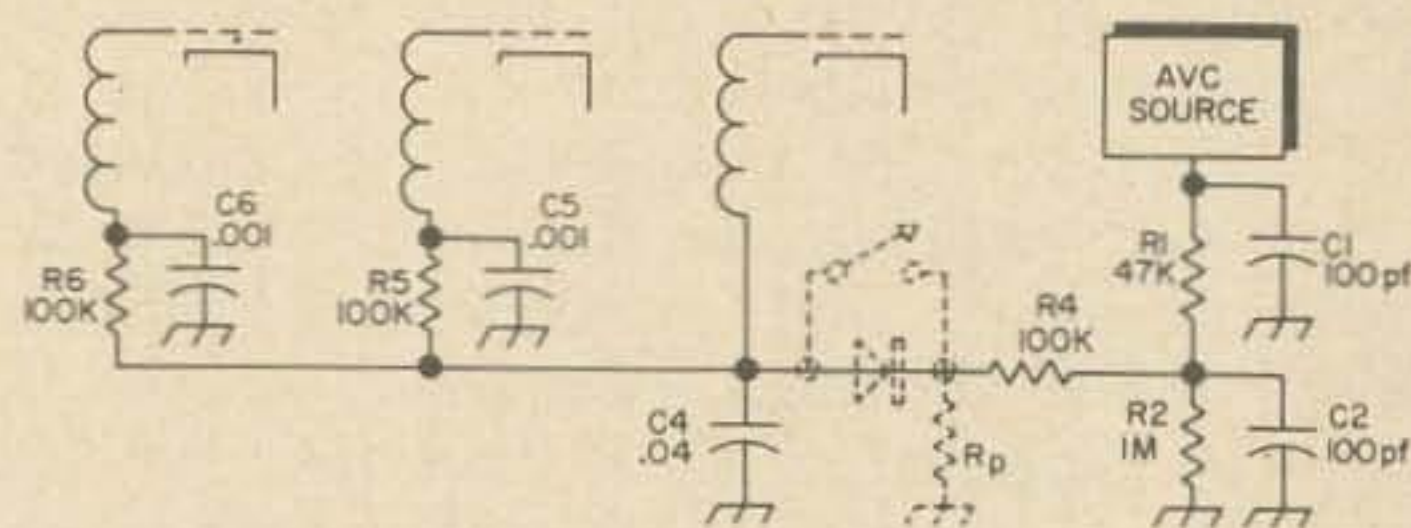 AVC
SOURCE
C6
.001
R6
100K
C5
.001
R5
100K
R1
47K
C1
100pf
R4
100K
C4
.04
Rp
R2
1M
C2
100pf